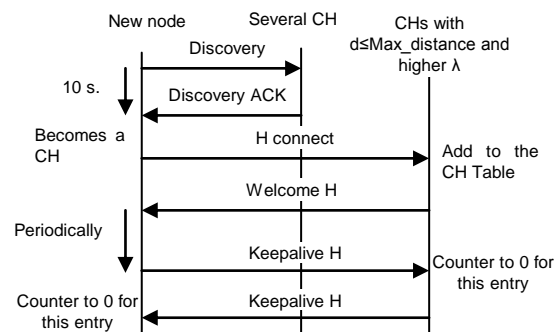 New node
Several CH
CHs with
d≤Max_distance and
higher λ
Discovery
10 s.
Discovery ACK
Becomes a
CH
H connect
Add to the
CH Table
Welcome H
Periodically
Keepalive H
Counter to 0 for
this entry
Counter to 0 for
this entry
Keepalive H